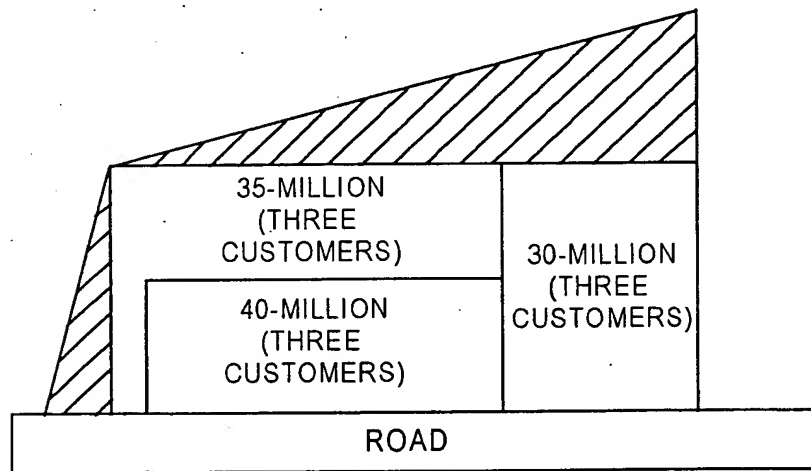 35-MILLION
(THREE
CUSTOMERS)
40-MILLION
(THREE
CUSTOMERS)
30-MILLION
(THREE
CUSTOMERS)
ROAD